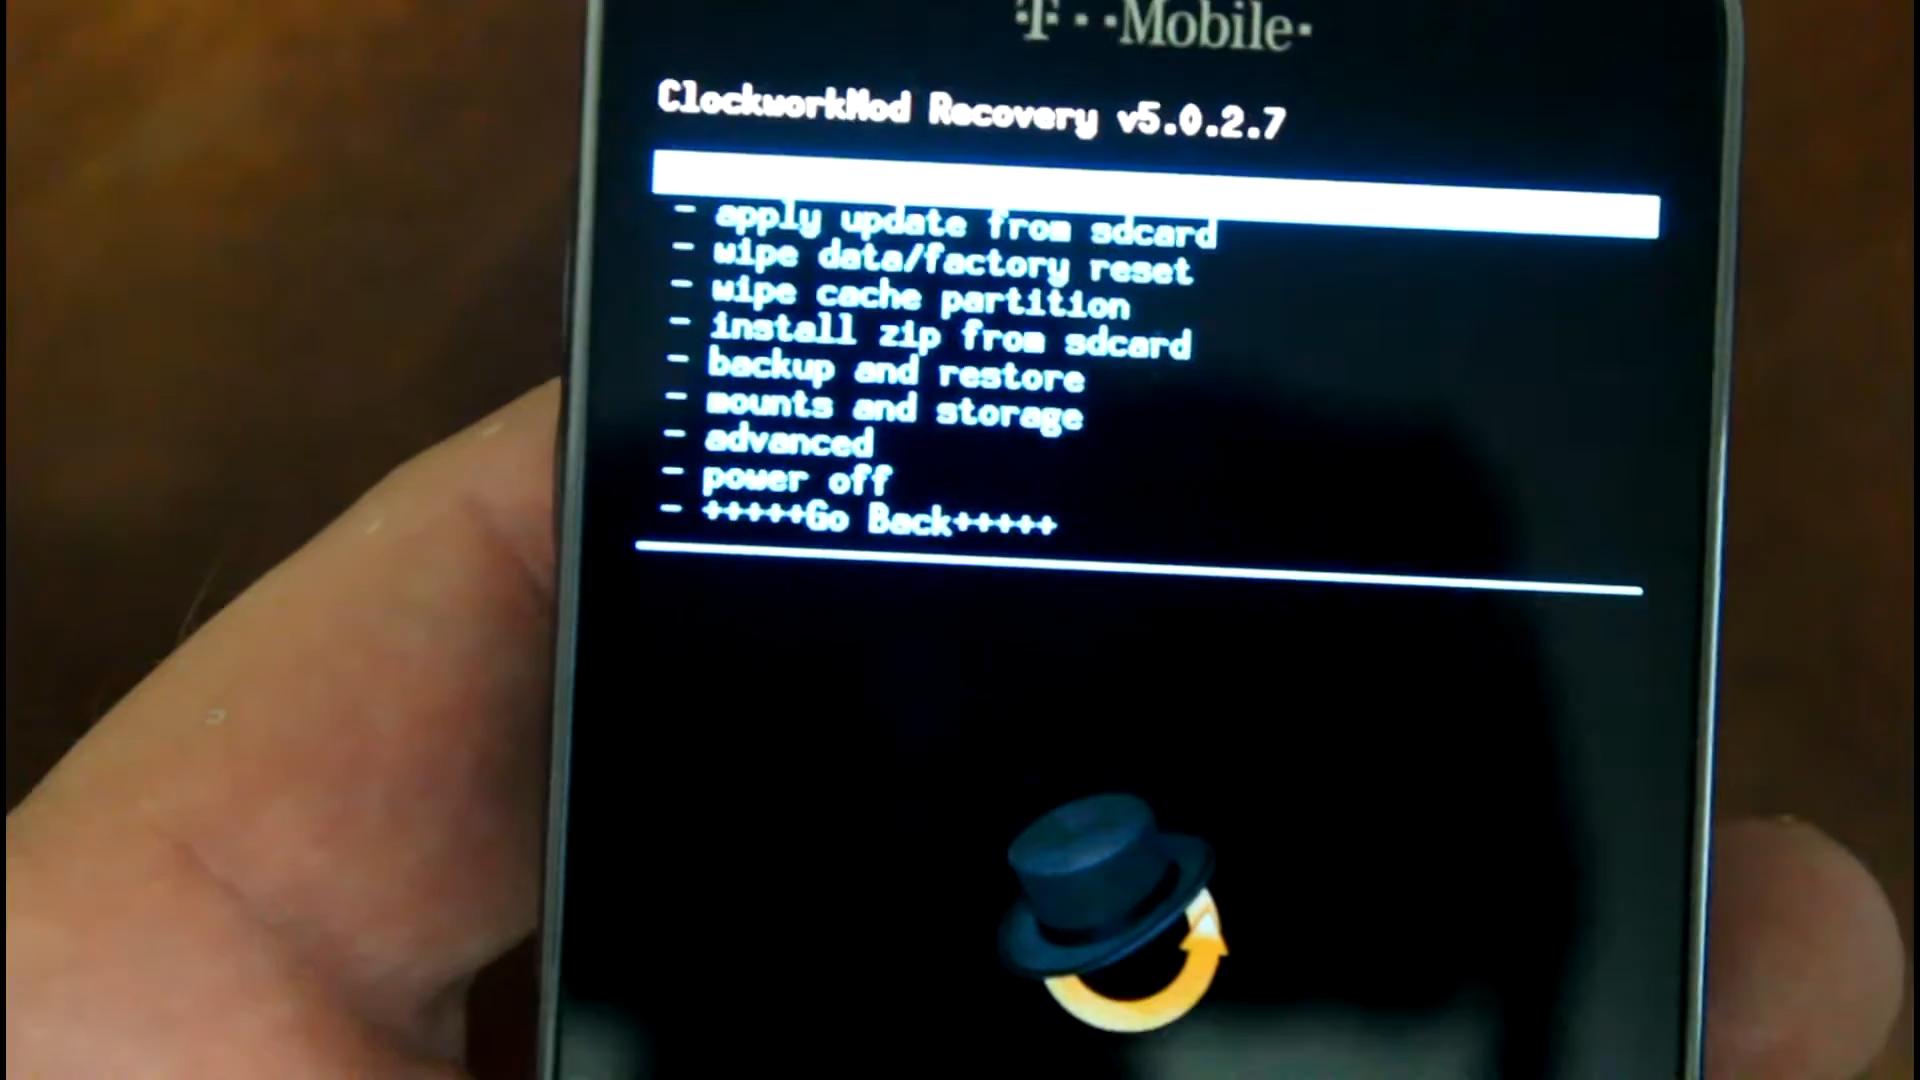 T··Mobile·
ClockworkMod Recovery v5.0.2.7
- apply update from sdcard
- wipe data/factory reset
- wipe cache partition
- install zip from sdcard
- backup and restore
- mounts and storage
- advanced
- power off
- +++++Go Back+++++